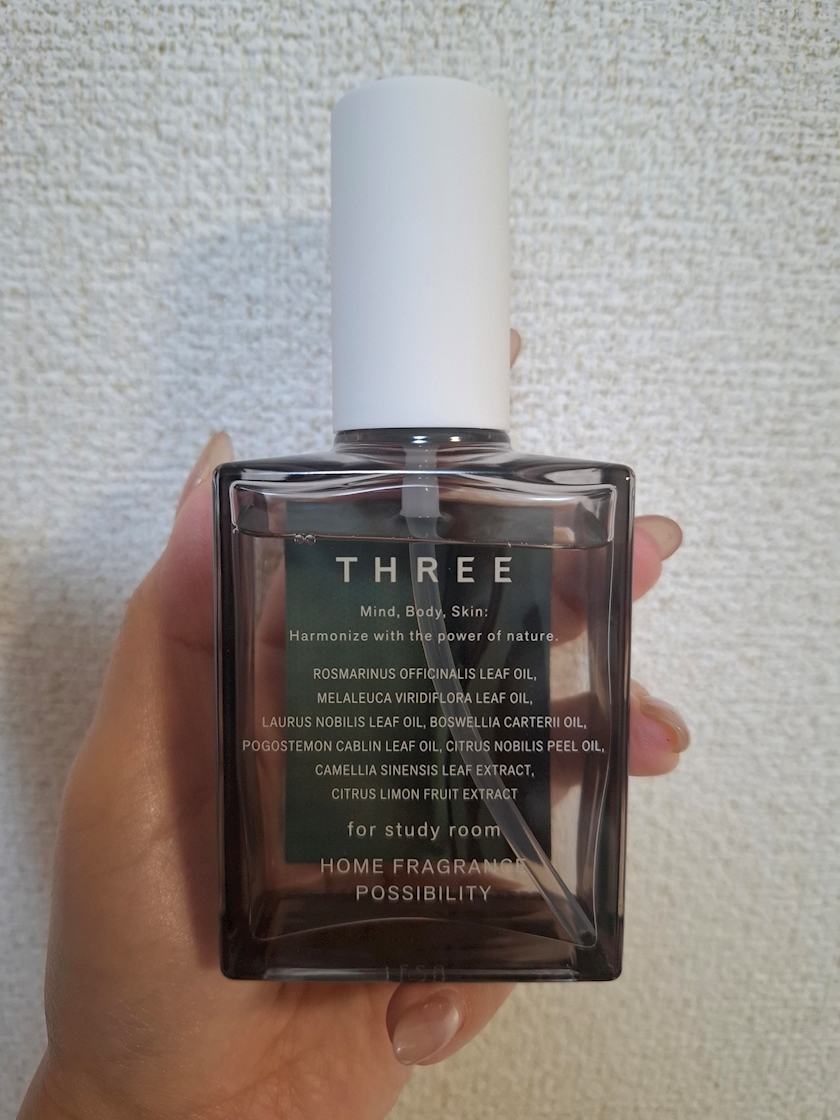 THREE
Mind, Body, Skin:
Harmonize with the power of nature.
ROSMARINUS OFFICINALIS LEAF OIL,
MELALEUCA VIRIDIFLORA LEAF OIL,
LAURUS NOBILIS LEAF OIL, BOSWELLIA CARTERII OIL,
POGOSTEMON CABLIN LEAF OIL, CITRUS NOBILIS PEEL OIL,
CAMELLIA SINENSIS LEAF EXTRACT,
CITRUS LIMON FRUIT EXTRACT
for study room
HOME FRAGRANCE
POSSIBILITY